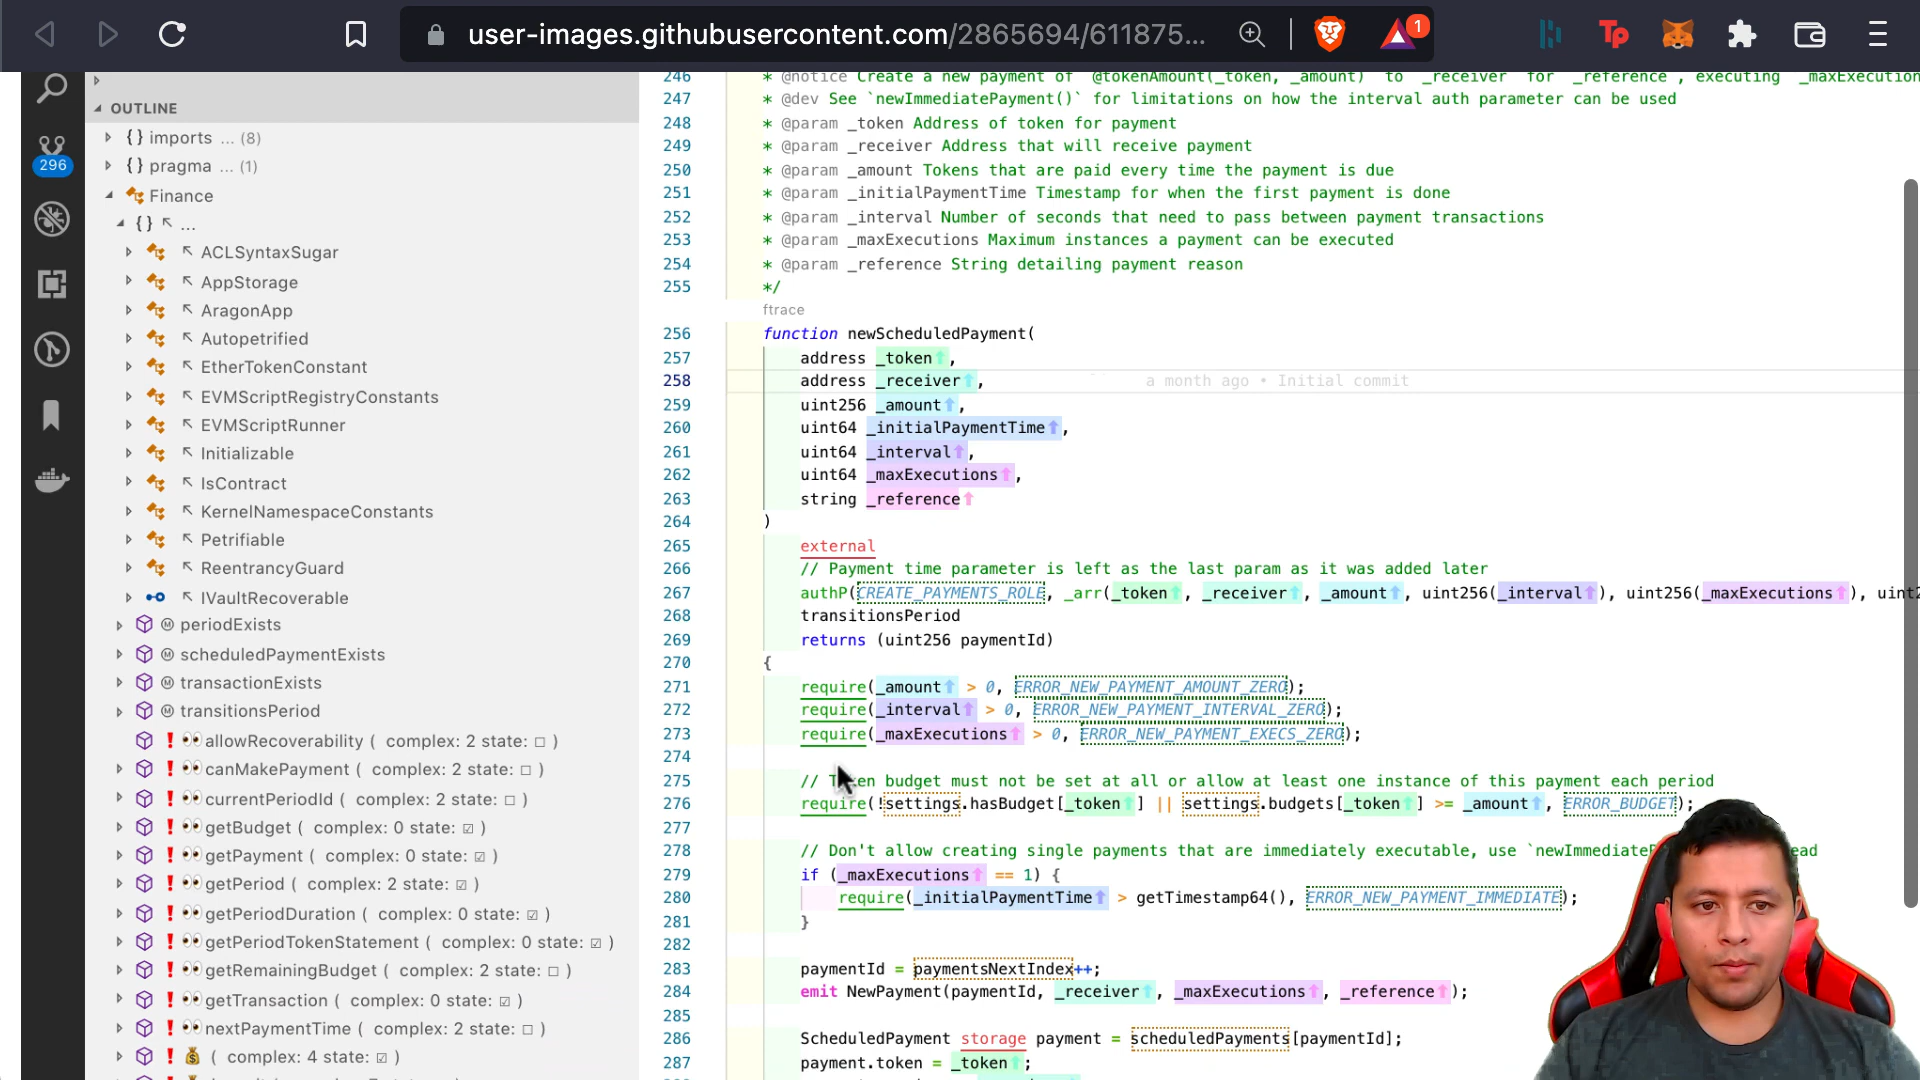 user-images.githubusercontent.com/2865694/611875...
1
Tp
296
OUTLINE
{} imports ... (8)
{} pragma ... (1)
Finance
{} ↖ ...
↖ ACLSyntaxSugar
↖ AppStorage
↖ AragonApp
↖ Autopetrified
↖ EtherTokenConstant
↖ EVMScriptRegistryConstants
↖ EVMScriptRunner
↖ Initializable
↖ IsContract
↖ KernelNamespaceConstants
↖ Petrifiable
↖ ReentrancyGuard
↖ IVaultRecoverable
Ⓜ periodExists
Ⓜ scheduledPaymentExists
Ⓜ transactionExists
Ⓜ transitionsPeriod
❗👀allowRecoverability ( complex: 2 state: ☐ )
❗👀canMakePayment ( complex: 2 state: ☐ )
❗👀currentPeriodId ( complex: 2 state: ☐ )
❗👀getBudget ( complex: 0 state: ☑ )
❗👀getPayment ( complex: 0 state: ☑ )
❗👀getPeriod ( complex: 2 state: ☑ )
❗👀getPeriodDuration ( complex: 0 state: ☑ )
❗👀getPeriodTokenStatement ( complex: 0 state: ☑ )
❗👀getRemainingBudget ( complex: 2 state: ☐ )
❗👀getTransaction ( complex: 0 state: ☑ )
❗👀nextPaymentTime ( complex: 2 state: ☐ )
❗💰 ( complex: 4 state: ☑ )
246 * @notice Create a new payment of `@tokenAmount(_token, _amount)` to `_receiver` for `_reference`, executing `_maxExecution
247 * @dev See `newImmediatePayment()` for limitations on how the interval auth parameter can be used
248 * @param _token Address of token for payment
249 * @param _receiver Address that will receive payment
250 * @param _amount Tokens that are paid every time the payment is due
251 * @param _initialPaymentTime Timestamp for when the first payment is done
252 * @param _interval Number of seconds that need to pass between payment transactions
253 * @param _maxExecutions Maximum instances a payment can be executed
254 * @param _reference String detailing payment reason
255 */
ftrace
256 function newScheduledPayment(
257 address _token⬆,
258 address _receiver⬆, a month ago • Initial commit
259 uint256 _amount⬆,
260 uint64 _initialPaymentTime⬆,
261 uint64 _interval⬆,
262 uint64 _maxExecutions⬆,
263 string _reference⬆
264 )
265 external
266 // Payment time parameter is left as the last param as it was added later
267 authP(CREATE_PAYMENTS_ROLE, _arr(_token⬆, _receiver⬆, _amount⬆, uint256(_interval⬆), uint256(_maxExecutions⬆), uint2
268 transitionsPeriod
269 returns (uint256 paymentId)
270 {
271 require(_amount⬆ > 0, ERROR_NEW_PAYMENT_AMOUNT_ZERO);
272 require(_interval⬆ > 0, ERROR_NEW_PAYMENT_INTERVAL_ZERO);
273 require(_maxExecutions⬆ > 0, ERROR_NEW_PAYMENT_EXECS_ZERO);
274
275 // Token budget must not be set at all or allow at least one instance of this payment each period
276 require(!settings.hasBudget[_token⬆] || settings.budgets[_token⬆] >= _amount⬆, ERROR_BUDGET);
277
278 // Don't allow creating single payments that are immediately executable, use `newImmediateP ead
279 if (_maxExecutions⬆ == 1) {
280 require(_initialPaymentTime⬆ > getTimestamp64(), ERROR_NEW_PAYMENT_IMMEDIATE);
281 }
282
283 paymentId = paymentsNextIndex++;
284 emit NewPayment(paymentId, _receiver⬆, _maxExecutions⬆, _reference⬆);
285
286 ScheduledPayment storage payment = scheduledPayments[paymentId];
287 payment.token = _token⬆;